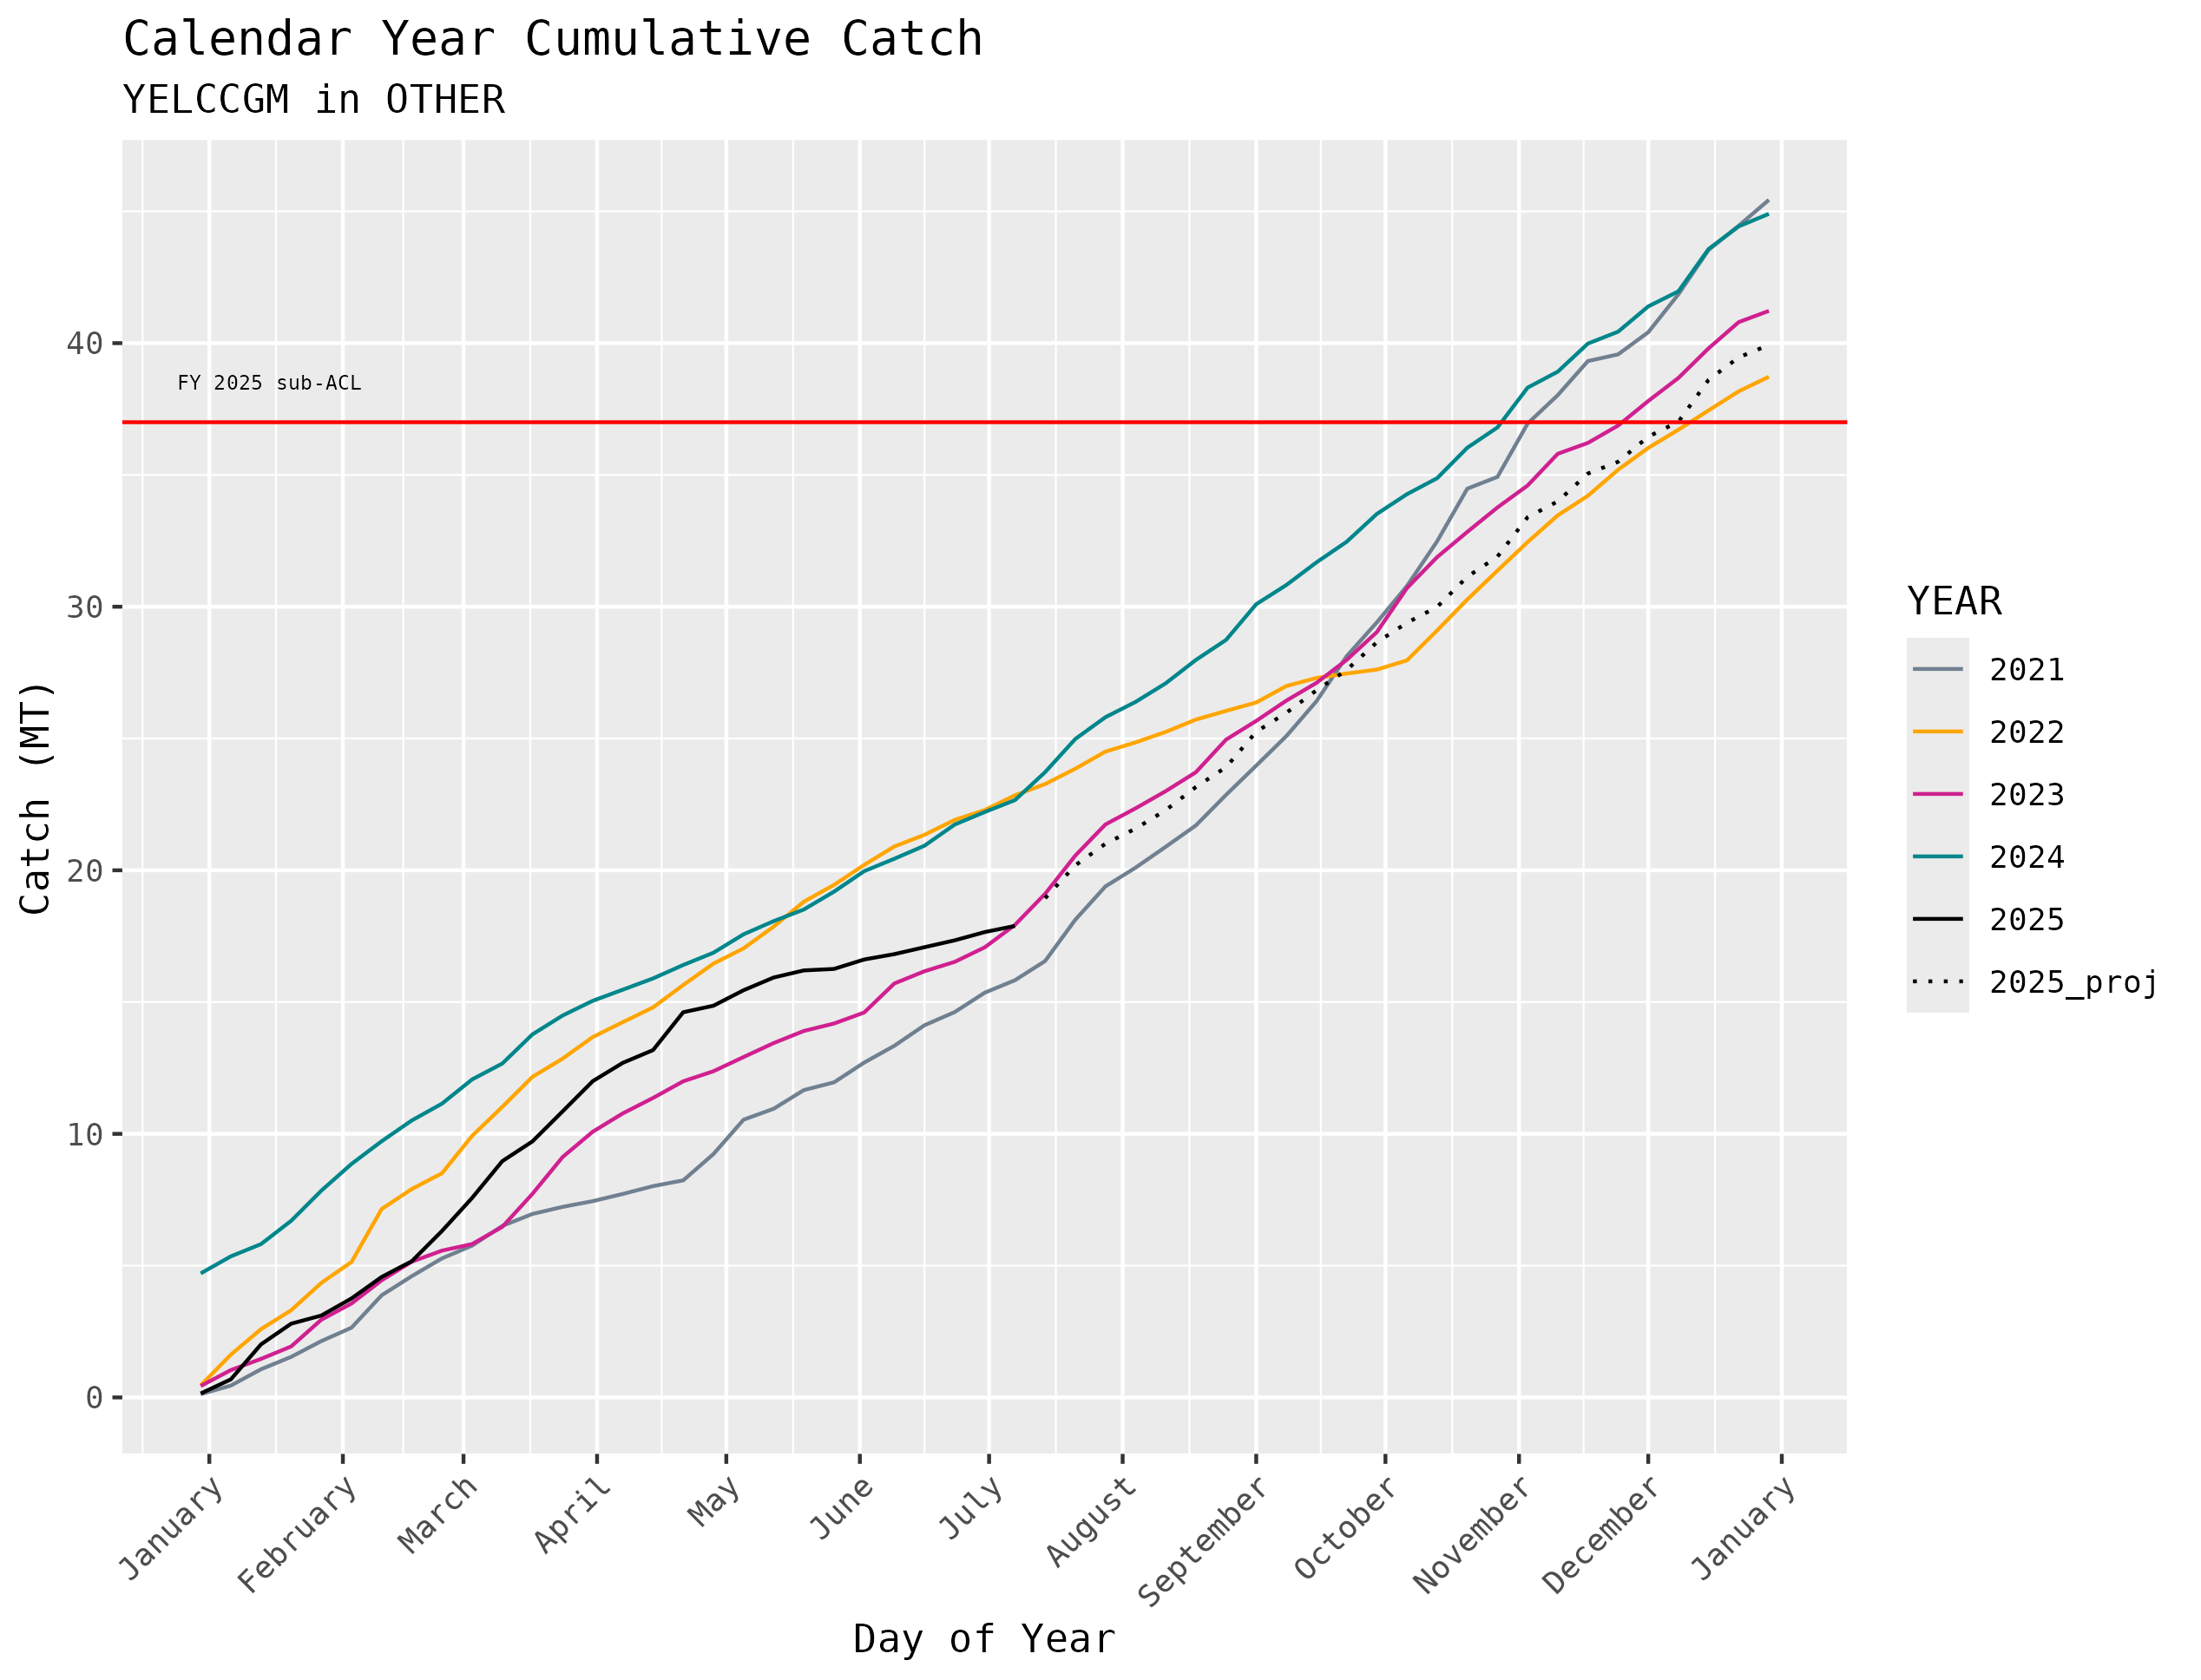 Calendar Year Cumulative Catch
YELCCGM in OTHER
Catch (MT)
40
30
20
10
0
FY 2025 sub-ACL
January
February
March
April
May
June
July
August
September
October
November
December
January
Day of Year
YEAR
2021
2022
2023
2024
2025
2025_proj